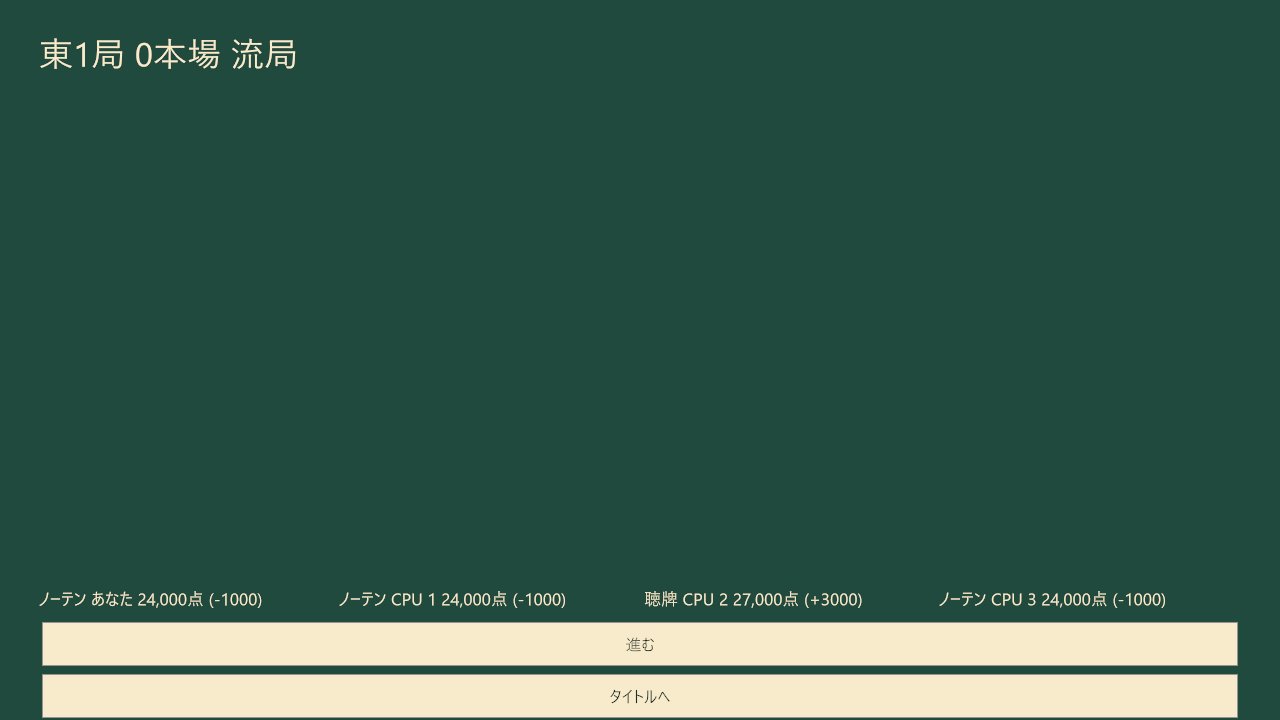 東1局 0本場 流局
ノーテン あなた 24,000点 (-1000)
ノーテン CPU 1 24,000点 (-1000)
聴牌 CPU 2 27,000点 (+3000)
ノーテン CPU 3 24,000点 (-1000)
進む
タイトルへ